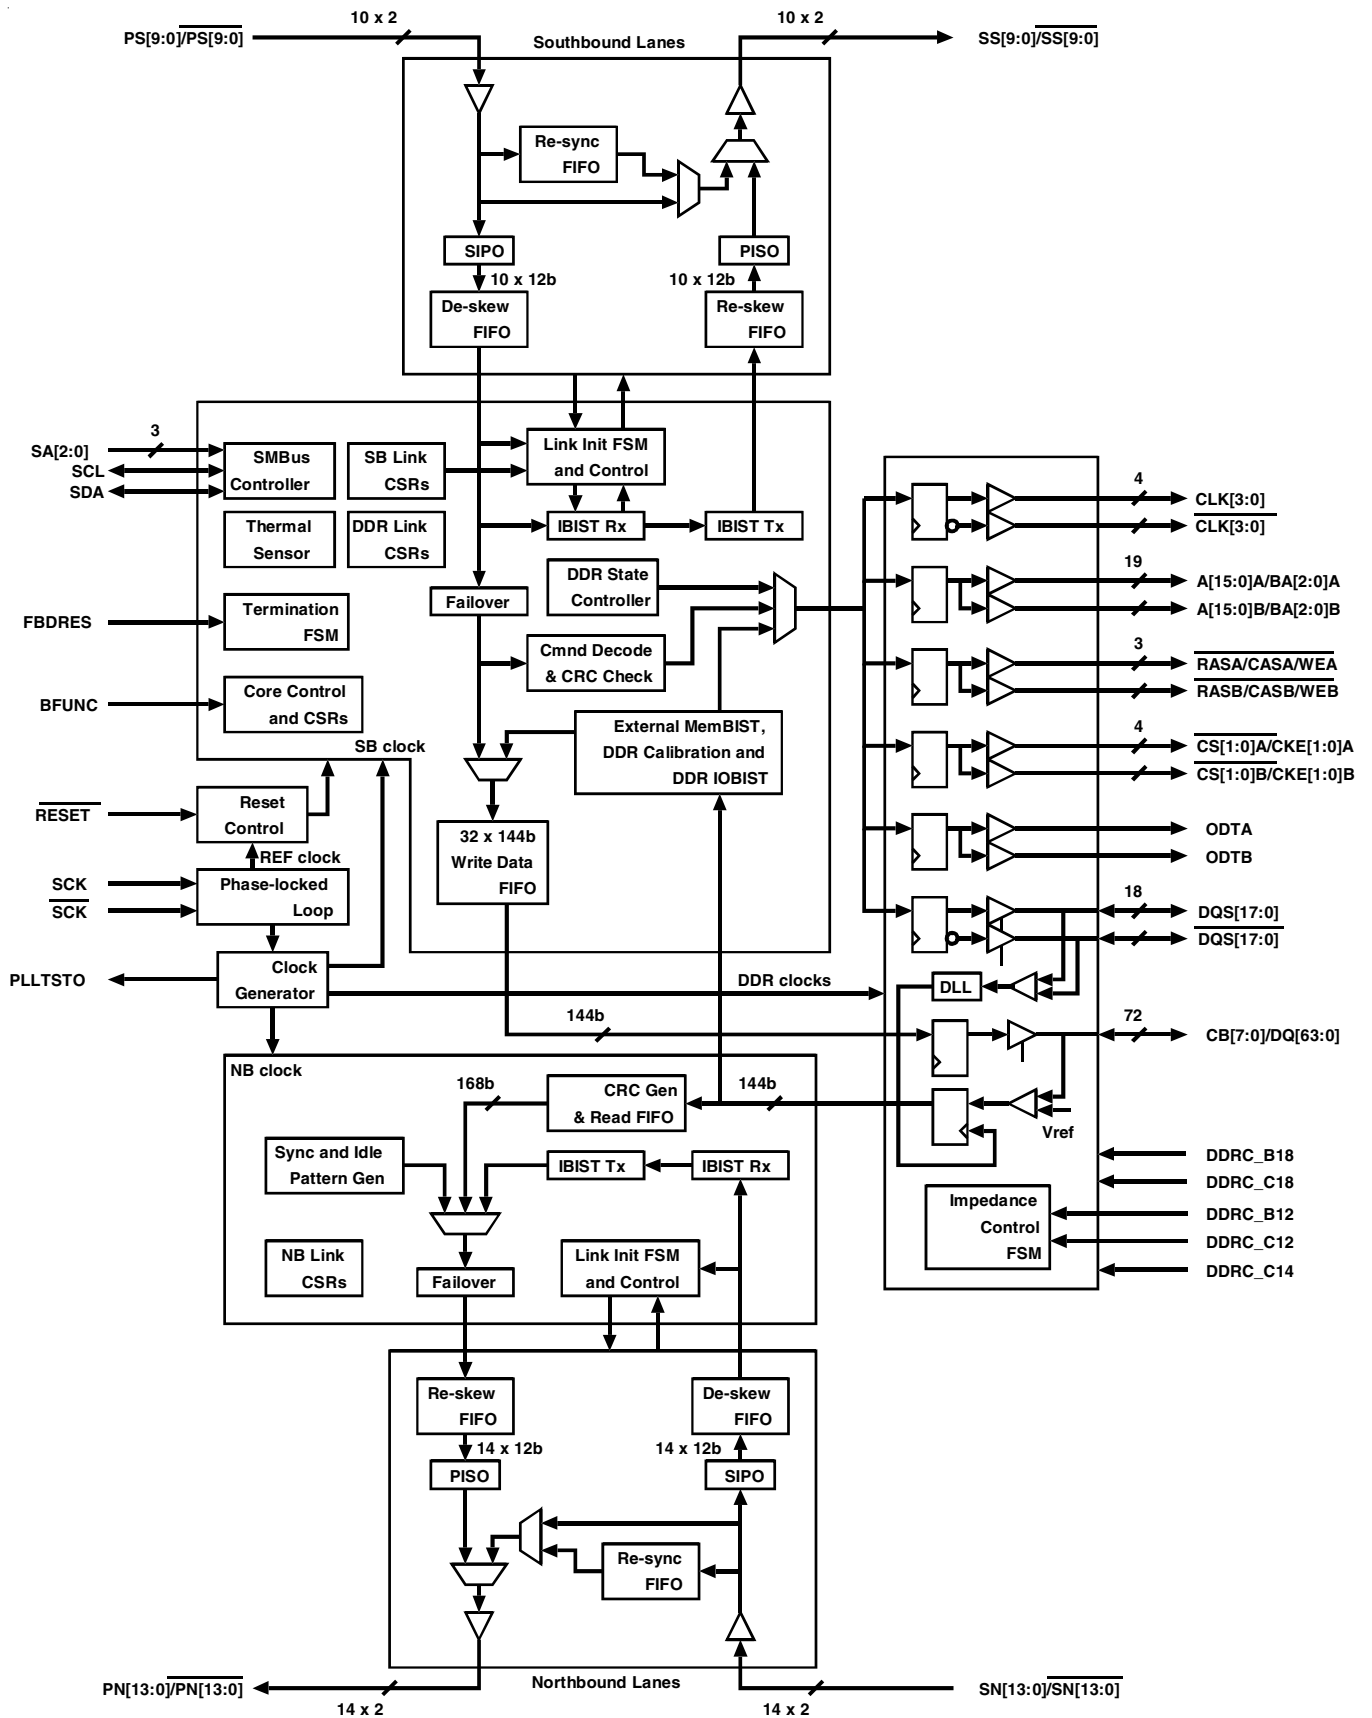 10 x 2
10 x 2
PS[9:0]/PS[9:0]
SS[9:0]/SS[9:0]
Southbound Lanes
Re-sync
FIFO
SIPO
PISO
10 x 12b
10 x 12b
De-skew
FIFO
Re-skew
FIFO
SA[2:0]
3
SCL
SDA
SMBus
Controller
SB Link
CSRs
Link Init FSM
and Control
Thermal
Sensor
DDR Link
CSRs
IBIST Rx
IBIST Tx
DDR State
Controller
Failover
FBDRES
Termination
FSM
Cmnd Decode
& CRC Check
BFUNC
Core Control
and CSRs
SB clock
External MemBIST,
DDR Calibration and
DDR IOBIST
RESET
Reset
Control
REF clock
32 x 144b
Write Data
FIFO
SCK
SCK
Phase-locked
Loop
PLLTSTO
Clock
Generator
DDR clocks
144b
4
CLK[3:0]
CLK[3:0]
19
A[15:0]A/BA[2:0]A
A[15:0]B/BA[2:0]B
3
RASA/CASA/WEA
RASB/CASB/WEB
4
CS[1:0]A/CKE[1:0]A
CS[1:0]B/CKE[1:0]B
ODTA
ODTB
18
DQS[17:0]
DQS[17:0]
DLL
72
CB[7:0]/DQ[63:0]
Vref
DDRC_B18
DDRC_C18
Impedance
Control
FSM
DDRC_B12
DDRC_C12
DDRC_C14
NB clock
168b
CRC Gen
& Read FIFO
144b
Sync and Idle
Pattern Gen
IBIST Tx
IBIST Rx
NB Link
CSRs
Failover
Link Init FSM
and Control
Re-skew
FIFO
De-skew
FIFO
14 x 12b
14 x 12b
PISO
SIPO
Re-sync
FIFO
Northbound Lanes
PN[13:0]/PN[13:0]
14 x 2
14 x 2
SN[13:0]/SN[13:0]